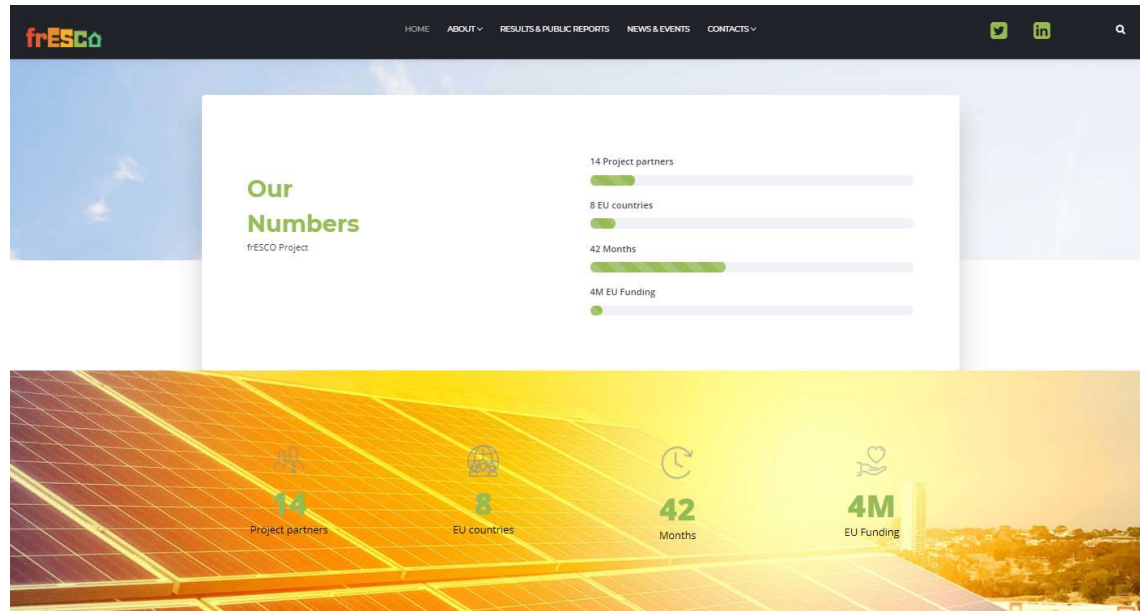 frESCO
HOME ABOUT RESULTS & PUBLIC REPORTS NEWS & EVENTS CONTACTS
Our
Numbers
frESCO Project
14 Project partners
8 EU countries
42 Months
4M EU Funding
14
Project partners
8
EU countries
42
Months
4M
EU Funding